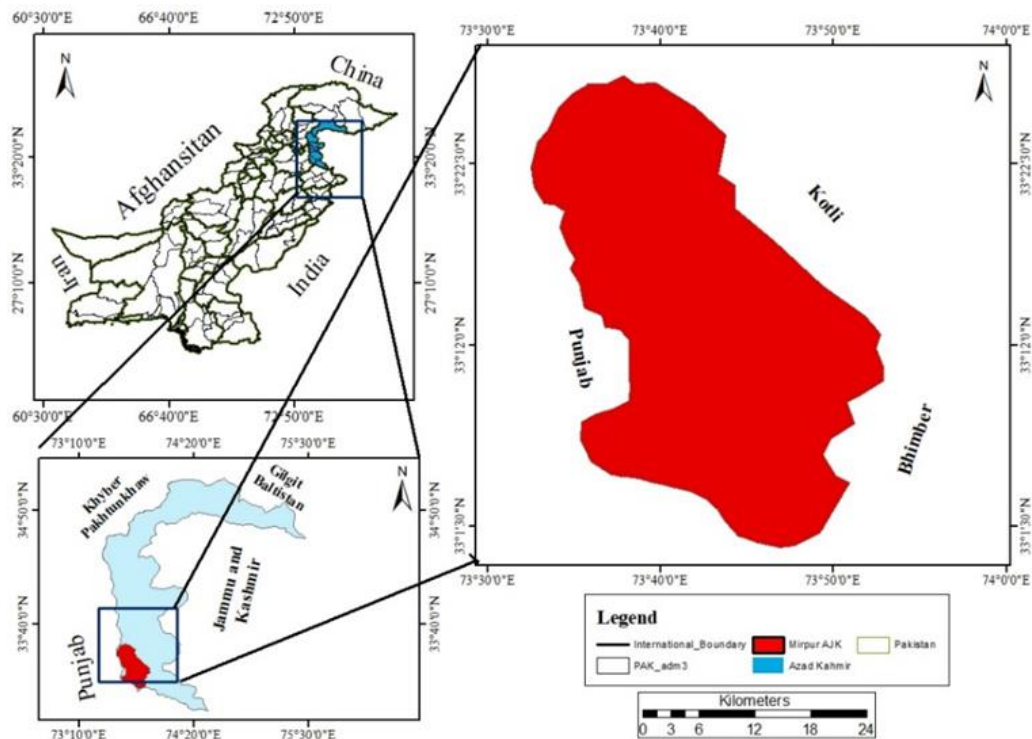 60°30'0"E 66°40'0"E 72°50'0"E
N
China
Afghansitan
Iran
India
33°20'0"N
27°10'0"N
33°20'0"N
27°10'0"N
60°30'0"E 66°40'0"E 72°50'0"E
73°10'0"E 74°20'0"E 75°30'0"E
N
Khyber
Pakhtunkhaw
Gilgit
Baltistan
Jammu and
Kashmir
Punjab
34°50'0"N
33°40'0"N
34°50'0"N
33°40'0"N
73°10'0"E 74°20'0"E 75°30'0"E
73°30'0"E 73°40'0"E 73°50'0"E 74°0'0"E
N
Kotli
Punjab
Bhimber
33°22'30"N
33°12'0"N
33°1'30"N
33°22'30"N
33°12'0"N
33°1'30"N
73°30'0"E 73°40'0"E 73°50'0"E 74°0'0"E
Legend
International_Boundary Mirpur AJK Pakistan
PAK_adm3 Azad Kahmir
Kilometers
0 3 6 12 18 24